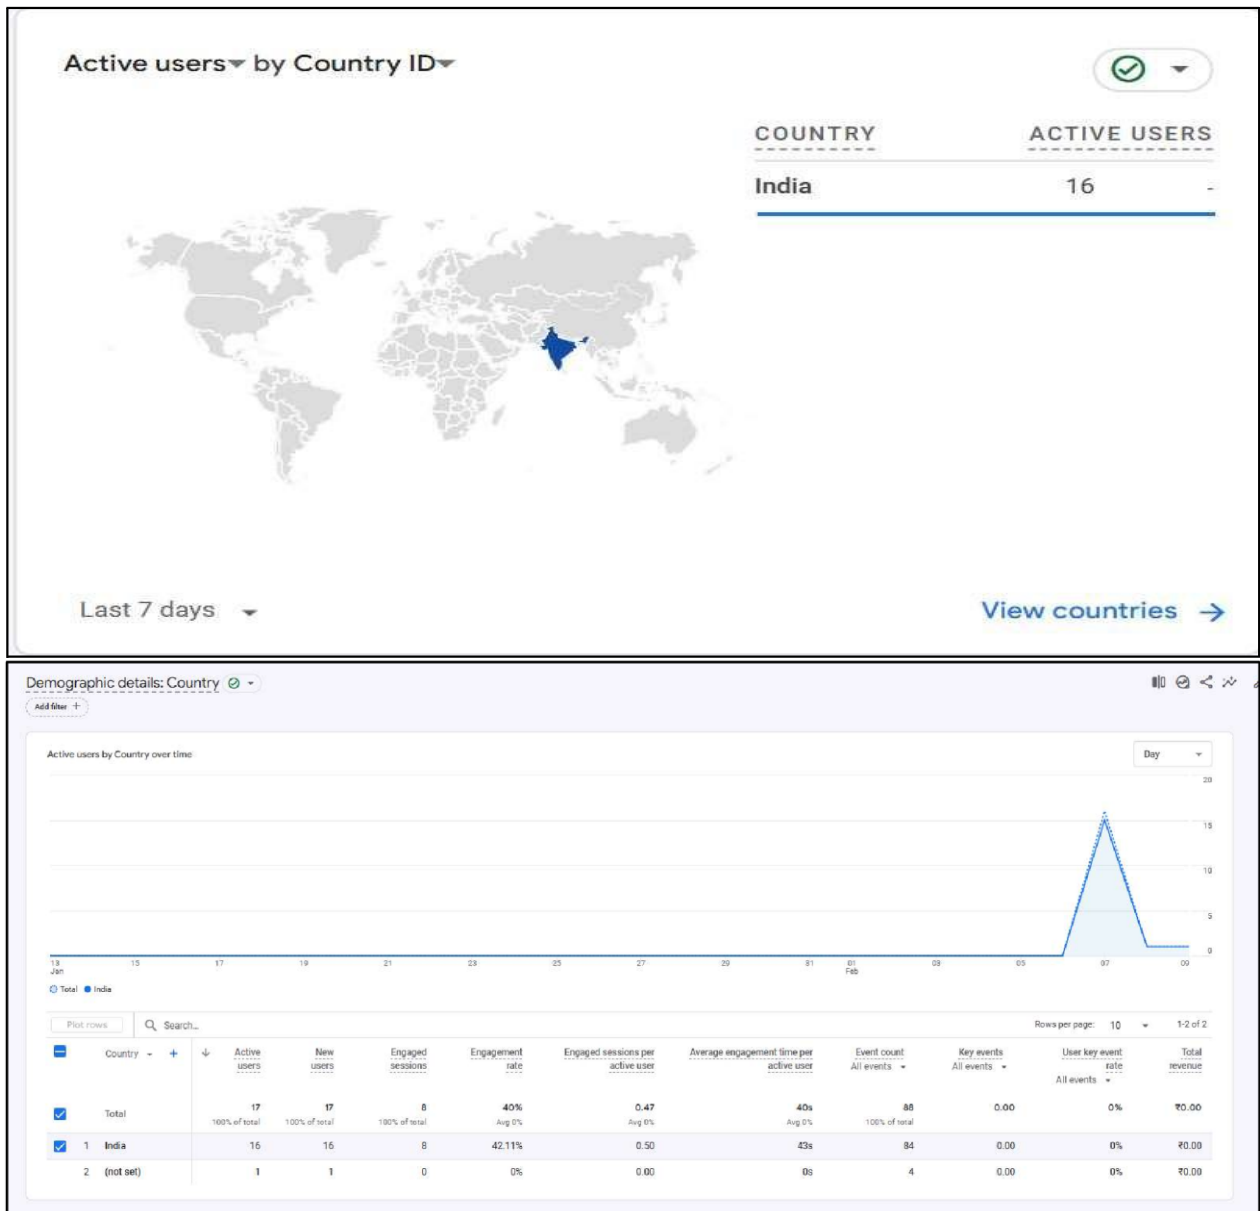 Active users by Country ID
COUNTRY ACTIVE USERS
India 16 -
Last 7 days
View countries →
Demographic details: Country
Add filter +
Active users by Country over time
Day
20
15
10
5
0
13 Jan 15 17 19 21 23 25 27 29 31 01 Feb 03 05 07 09
Total India
Plot rows Search... Rows per page: 10 1-2 of 2
Country + ↓ Active users New users Engaged sessions Engagement rate Engaged sessions per active user Average engagement time per active user Event count All events Key events All events User key event rate All events Total revenue
Total 17 17 8 40% 0.47 40s 88 0.00 0% ₹0.00
100% of total 100% of total 100% of total Avg 0% Avg 0% Avg 0% 100% of total
1 India 16 16 8 42.11% 0.50 43s 84 0.00 0% ₹0.00
2 (not set) 1 1 0 0% 0.00 0s 4 0.00 0% ₹0.00